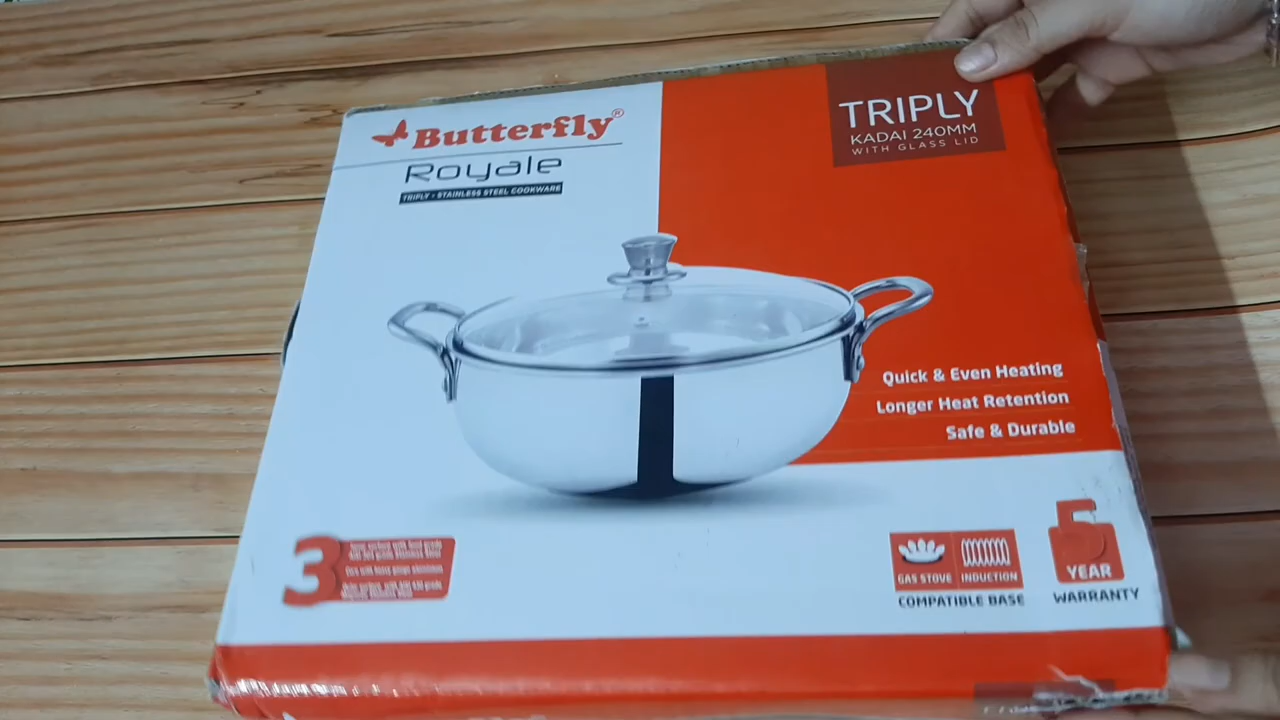 Butterfly®
Royale
TRIPLY - STAINLESS STEEL COOKWARE
TRIPLY
KADAI 240MM
WITH GLASS LID
Quick & Even Heating
Longer Heat Retention
Safe & Durable
3
GAS STOVE
INDUCTION
COMPATIBLE BASE
5
YEAR
WARRANTY